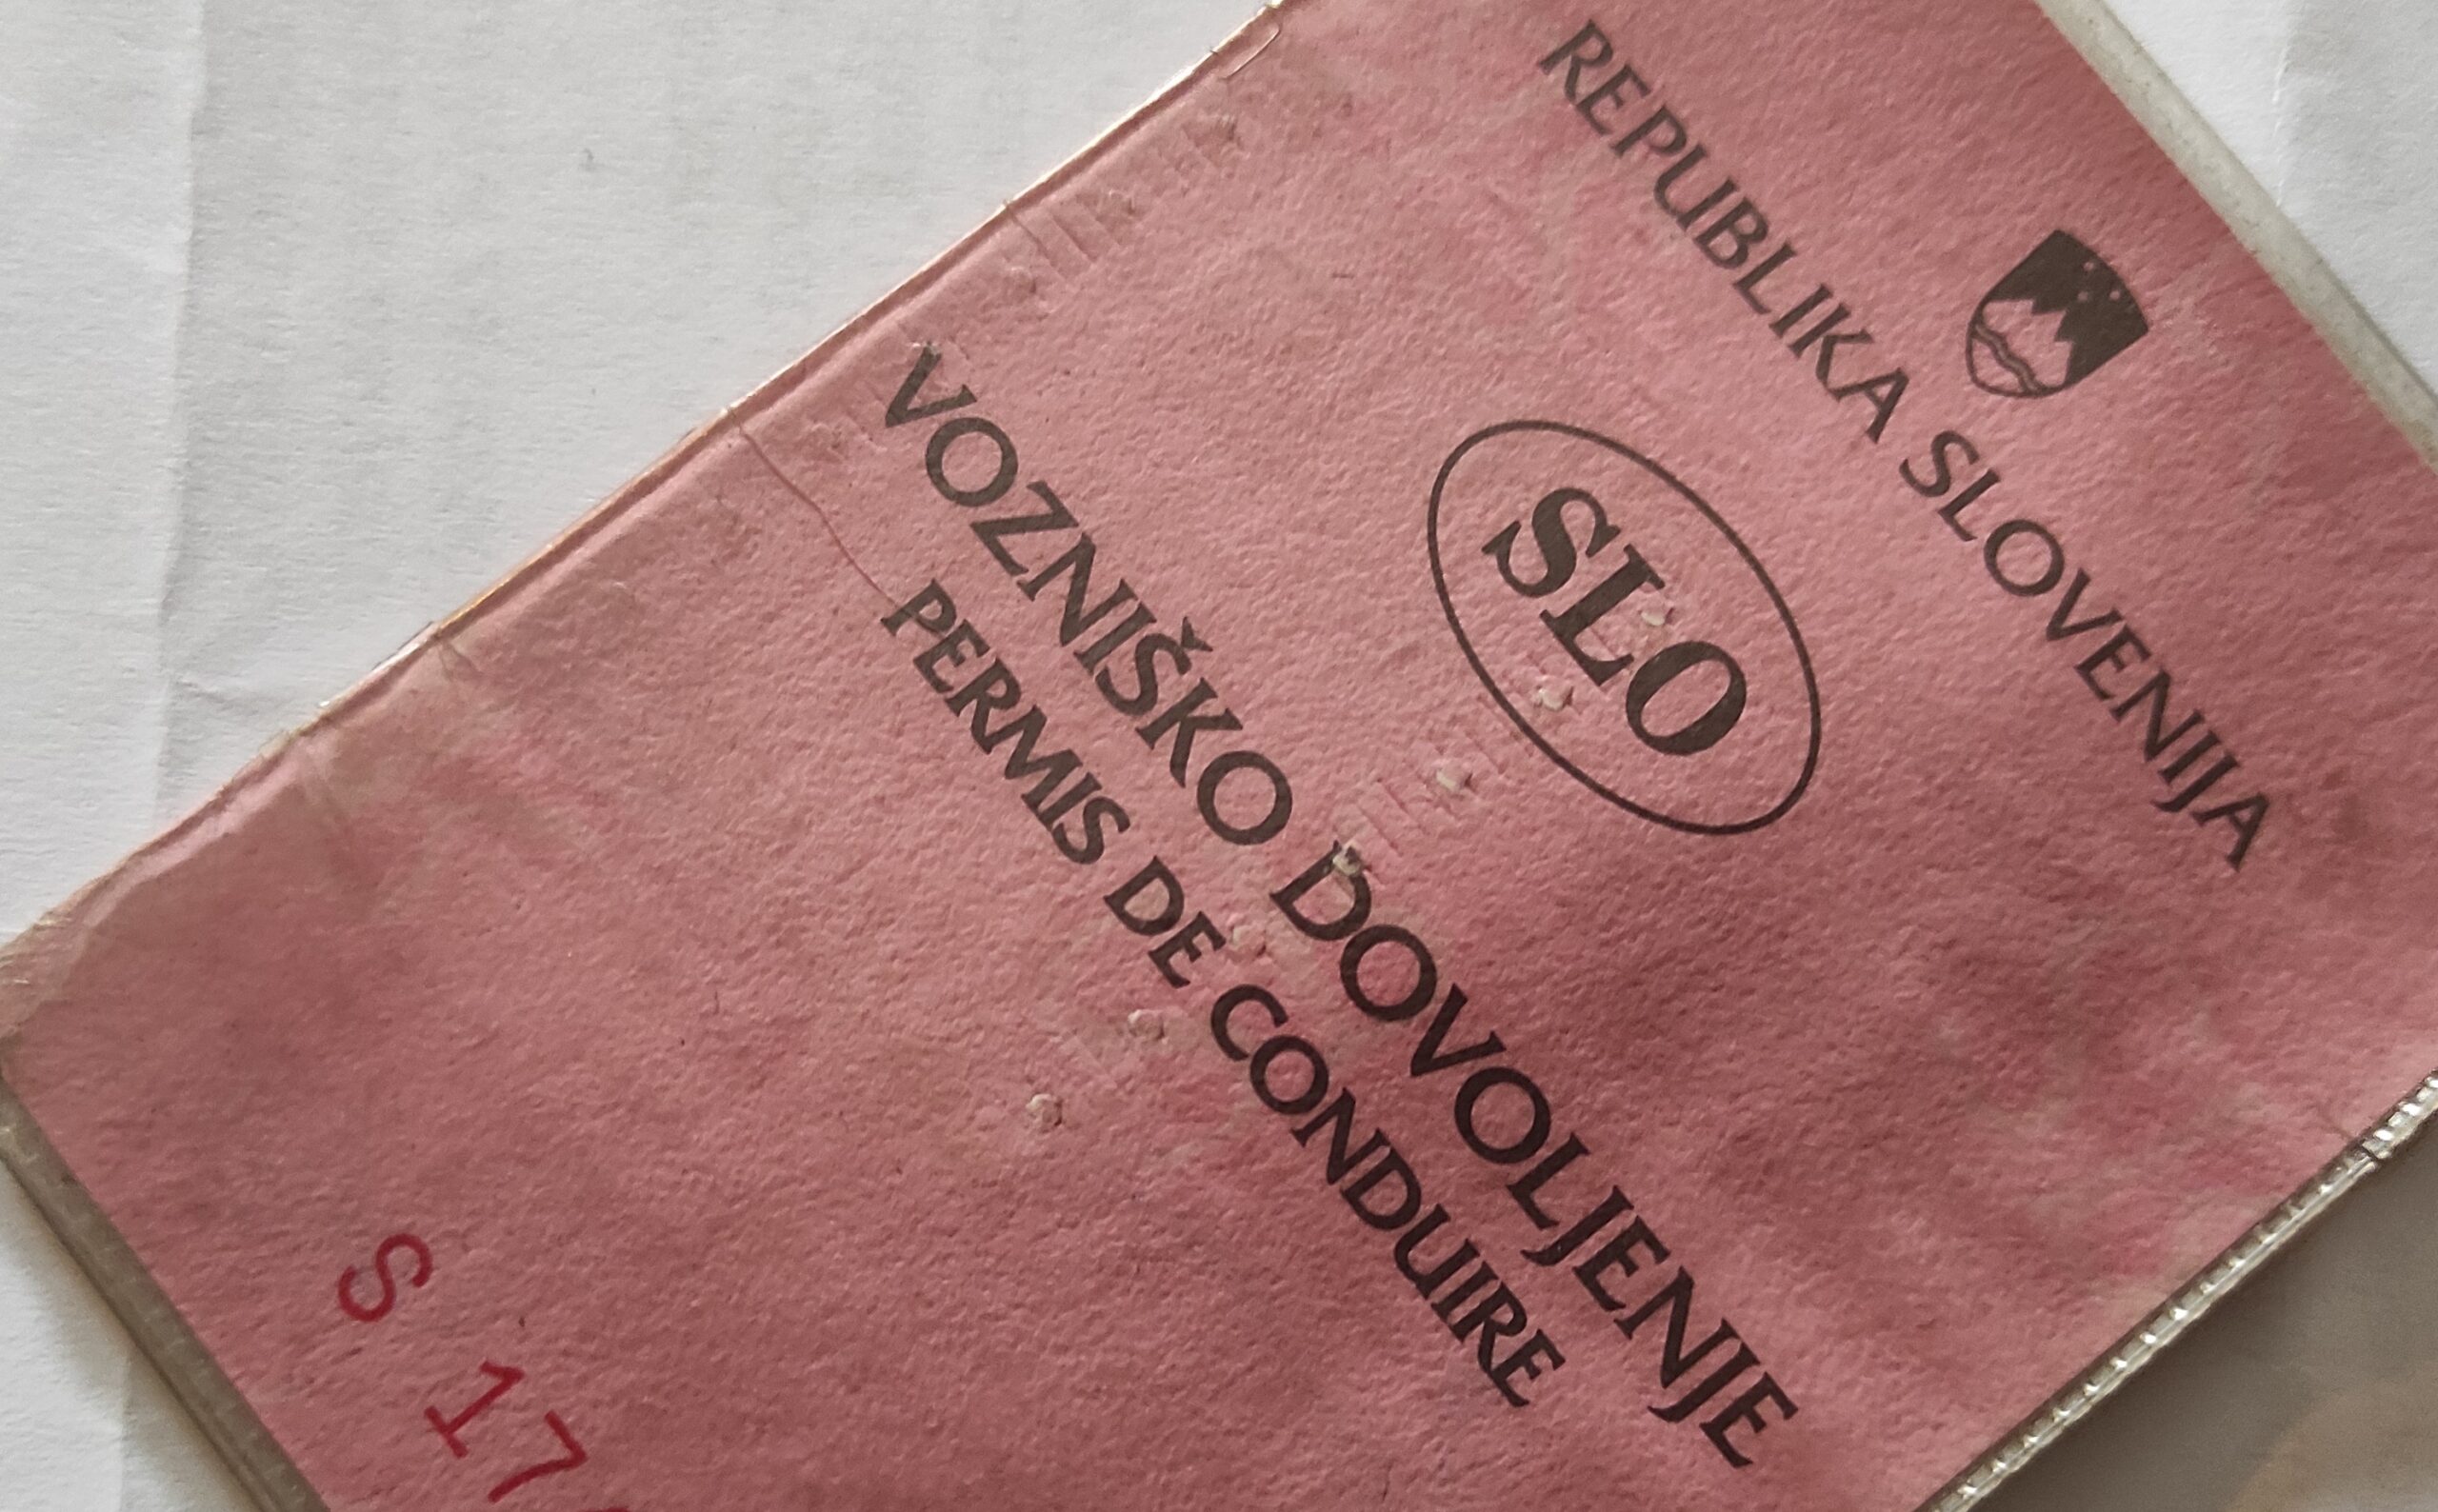 REPUBLIKA SLOVENIJA
SLO
VOZNIŠKO DOVOLJENJE
PERMIS DE CONDUIRE
S 17